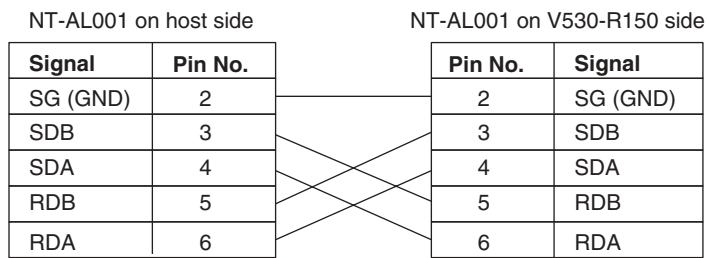 NT-AL001 on host side NT-AL001 on V530-R150 side
Signal Pin No. Pin No. Signal
SG (GND) 2 2 SG (GND)
SDB 3 3 SDB
SDA 4 4 SDA
RDB 5 5 RDB
RDA 6 6 RDA